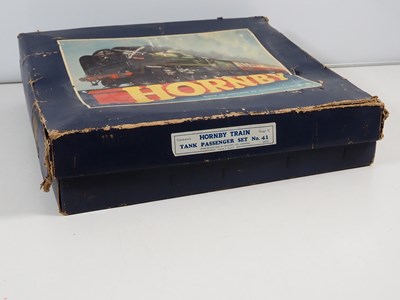 HORNBY
HORNBY TRAIN
TANK PASSENGER SET No. 41